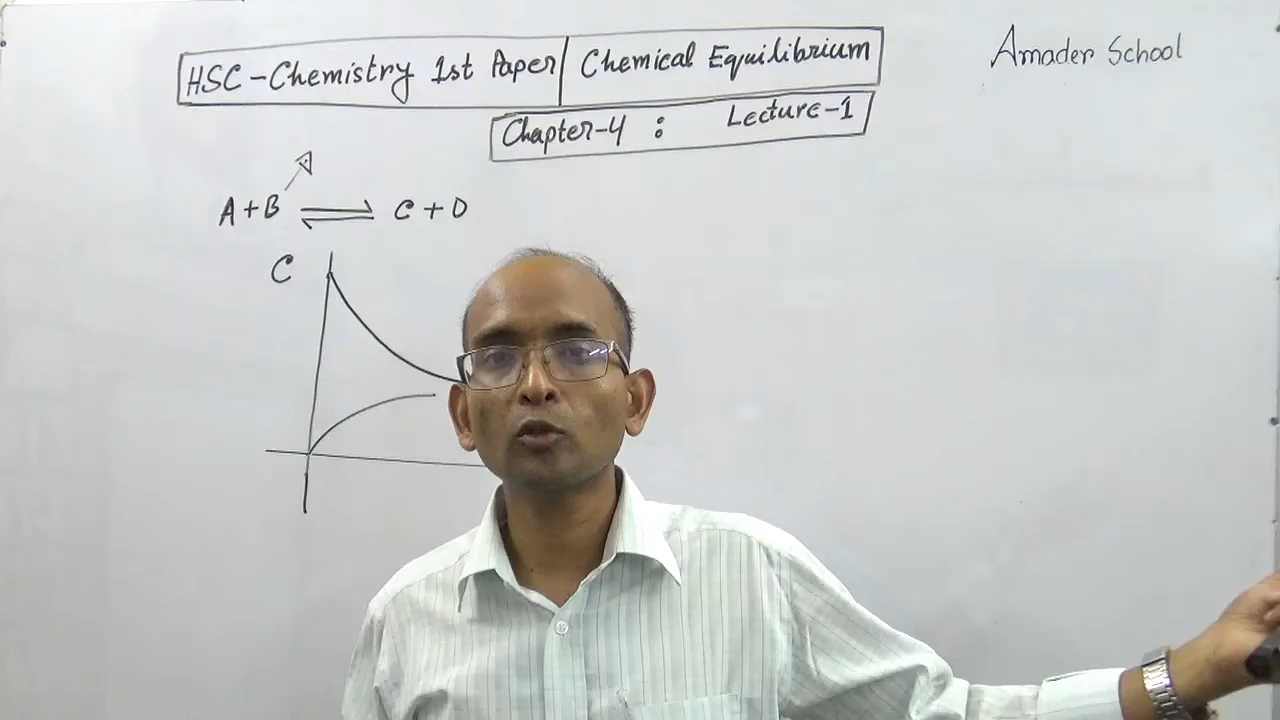 HSC-Chemistry 1st Paper Chemical Equilibrium
Amader School
Chapter-4 : Lecture-1
A+B ⇌ C+D
C